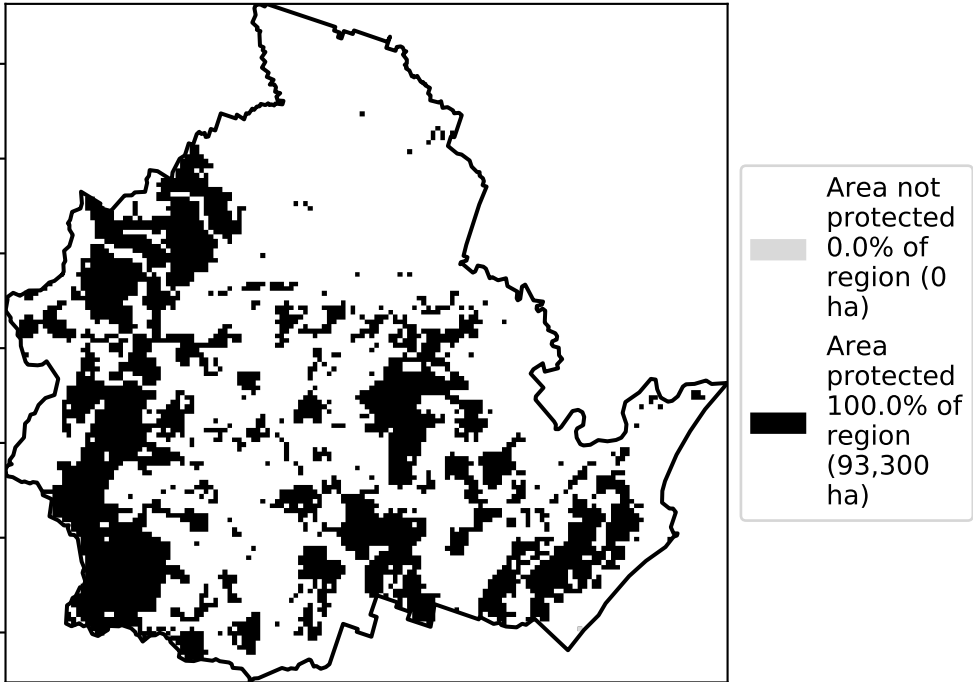 Area not
protected
0.0% of
region (0
ha)
Area
protected
100.0% of
region
(93,300
ha)